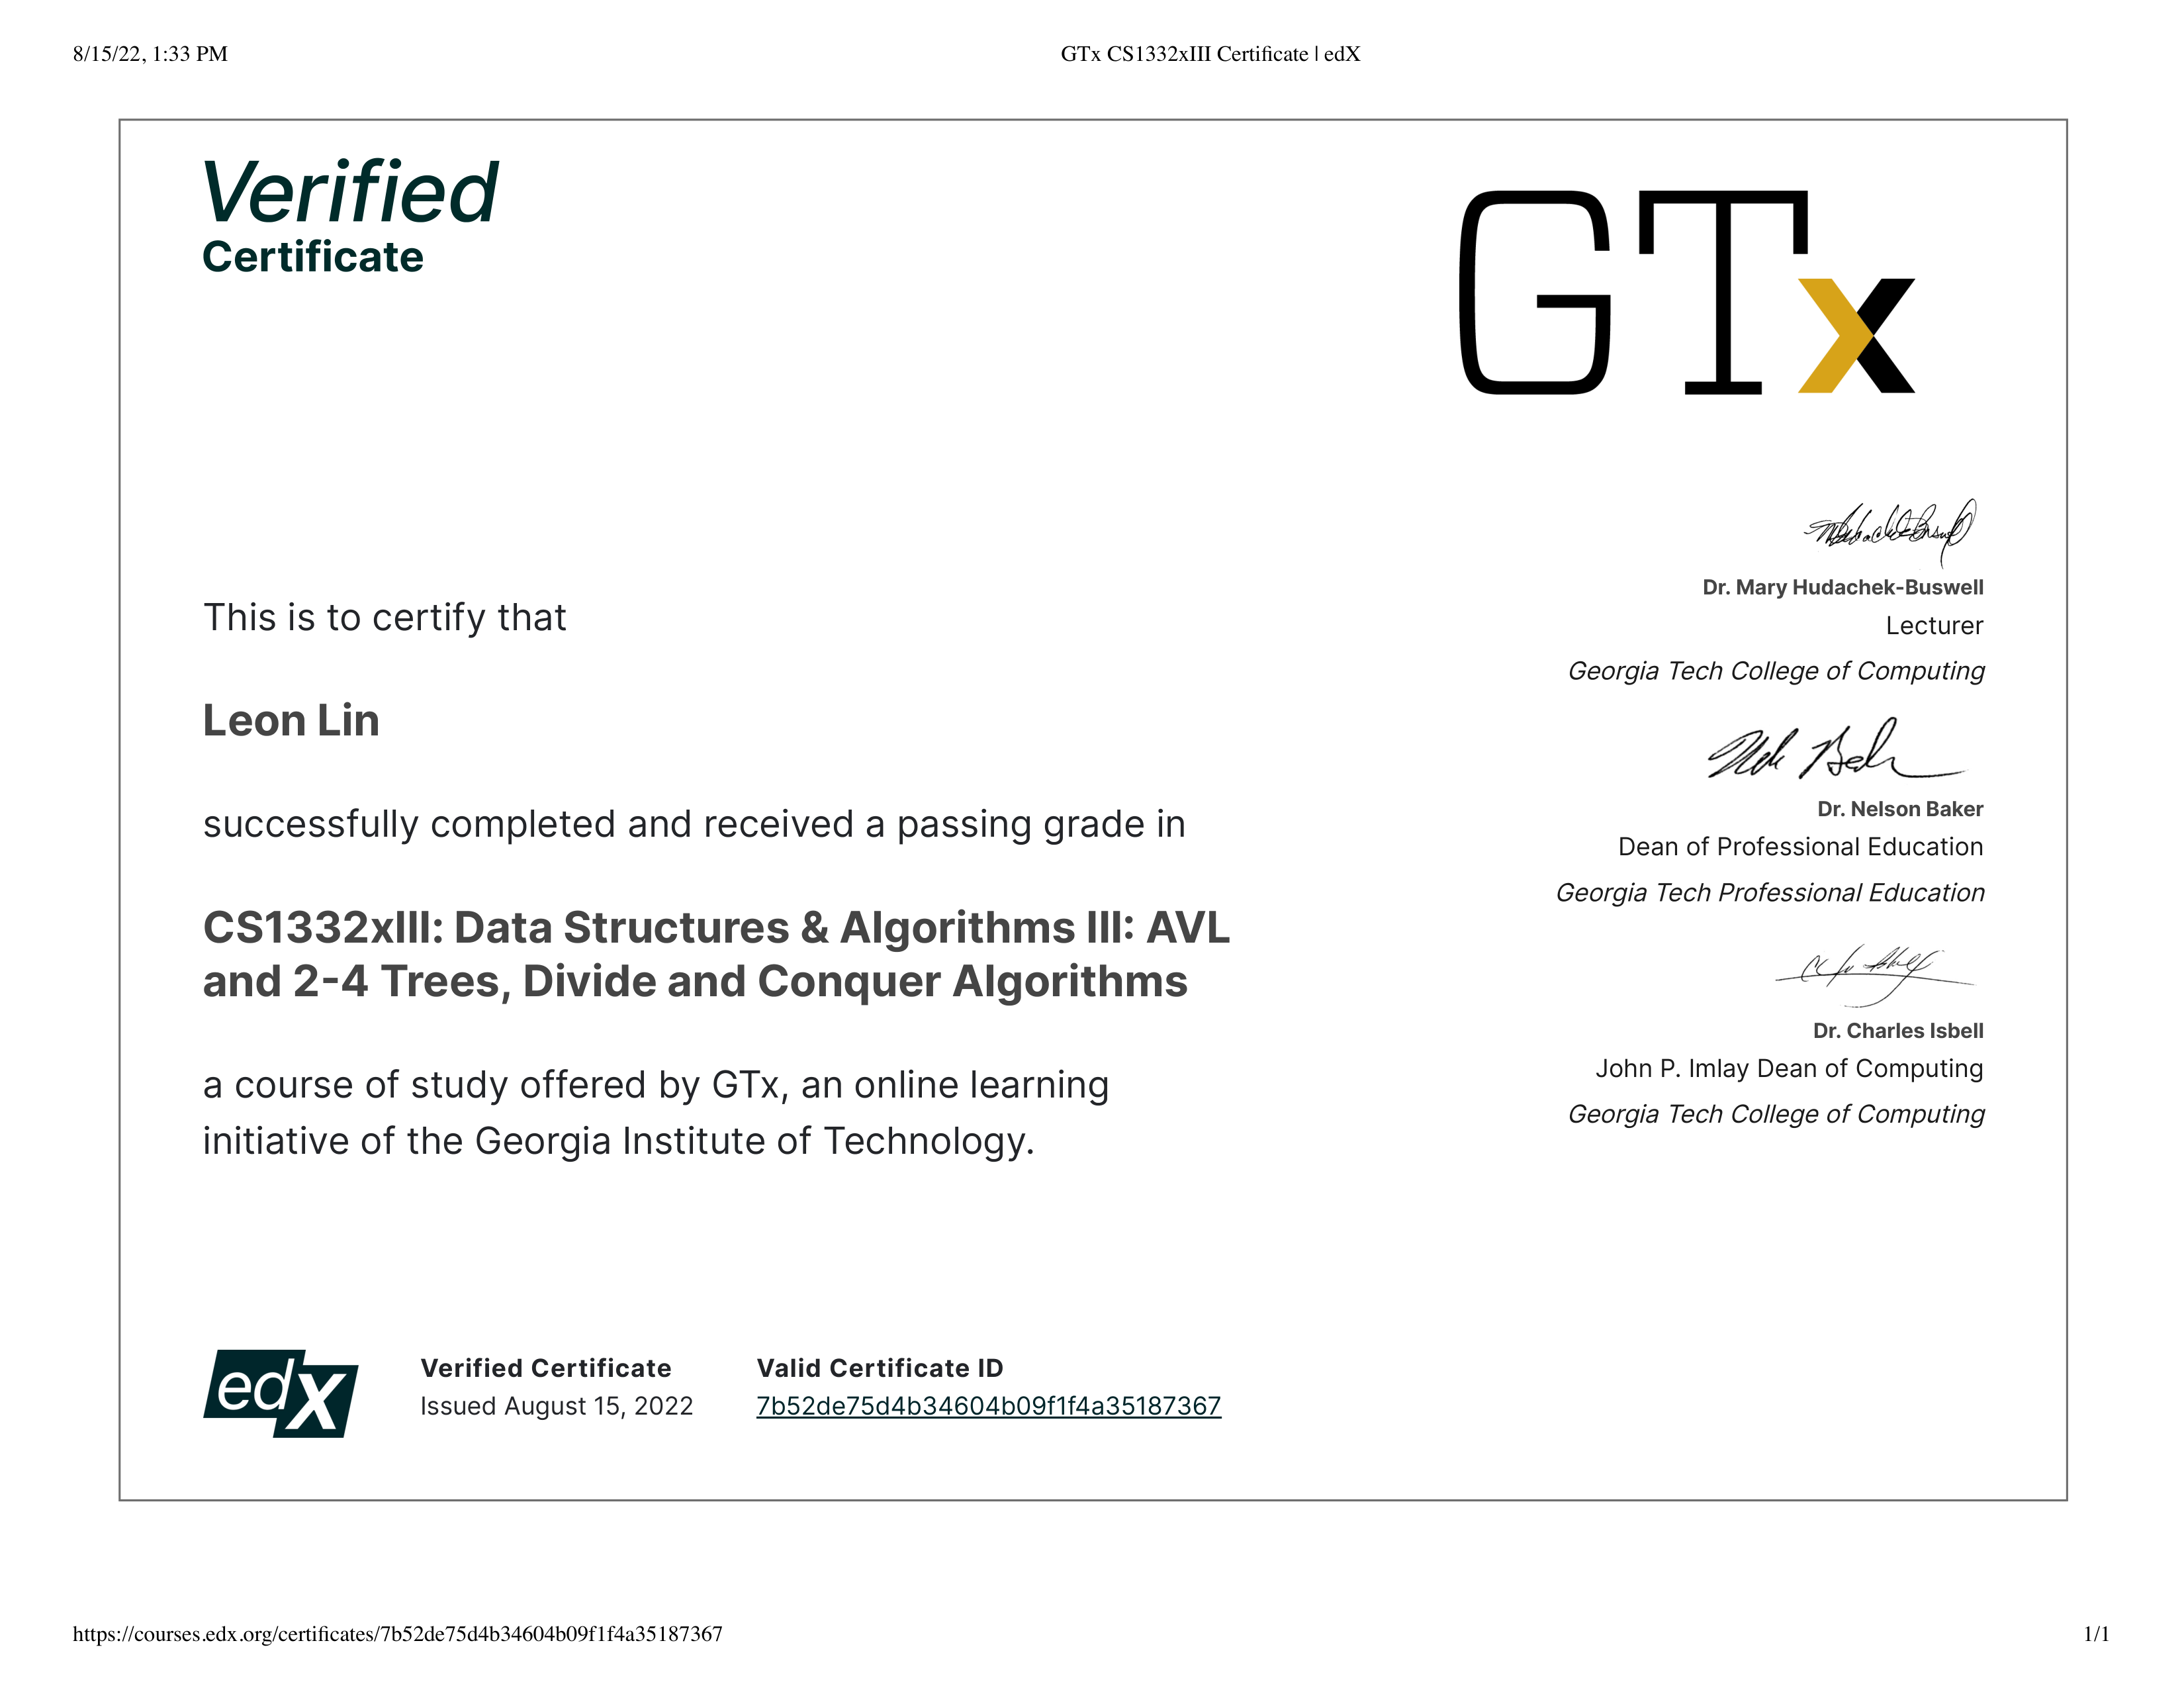 8/15/22, 1:33 PM
GTx CS1332xIII Certificate | edX
Verified
Certificate
GTx
This is to certify that
Leon Lin
successfully completed and received a passing grade in
CS1332xIII: Data Structures & Algorithms III: AVL
and 2-4 Trees, Divide and Conquer Algorithms
a course of study offered by GTx, an online learning
initiative of the Georgia Institute of Technology.
Dr. Mary Hudachek-Buswell
Lecturer
Georgia Tech College of Computing
Dr. Nelson Baker
Dean of Professional Education
Georgia Tech Professional Education
Dr. Charles Isbell
John P. Imlay Dean of Computing
Georgia Tech College of Computing
edX
Verified Certificate
Issued August 15, 2022
Valid Certificate ID
7b52de75d4b34604b09f1f4a35187367
https://courses.edx.org/certificates/7b52de75d4b34604b09f1f4a35187367
1/1